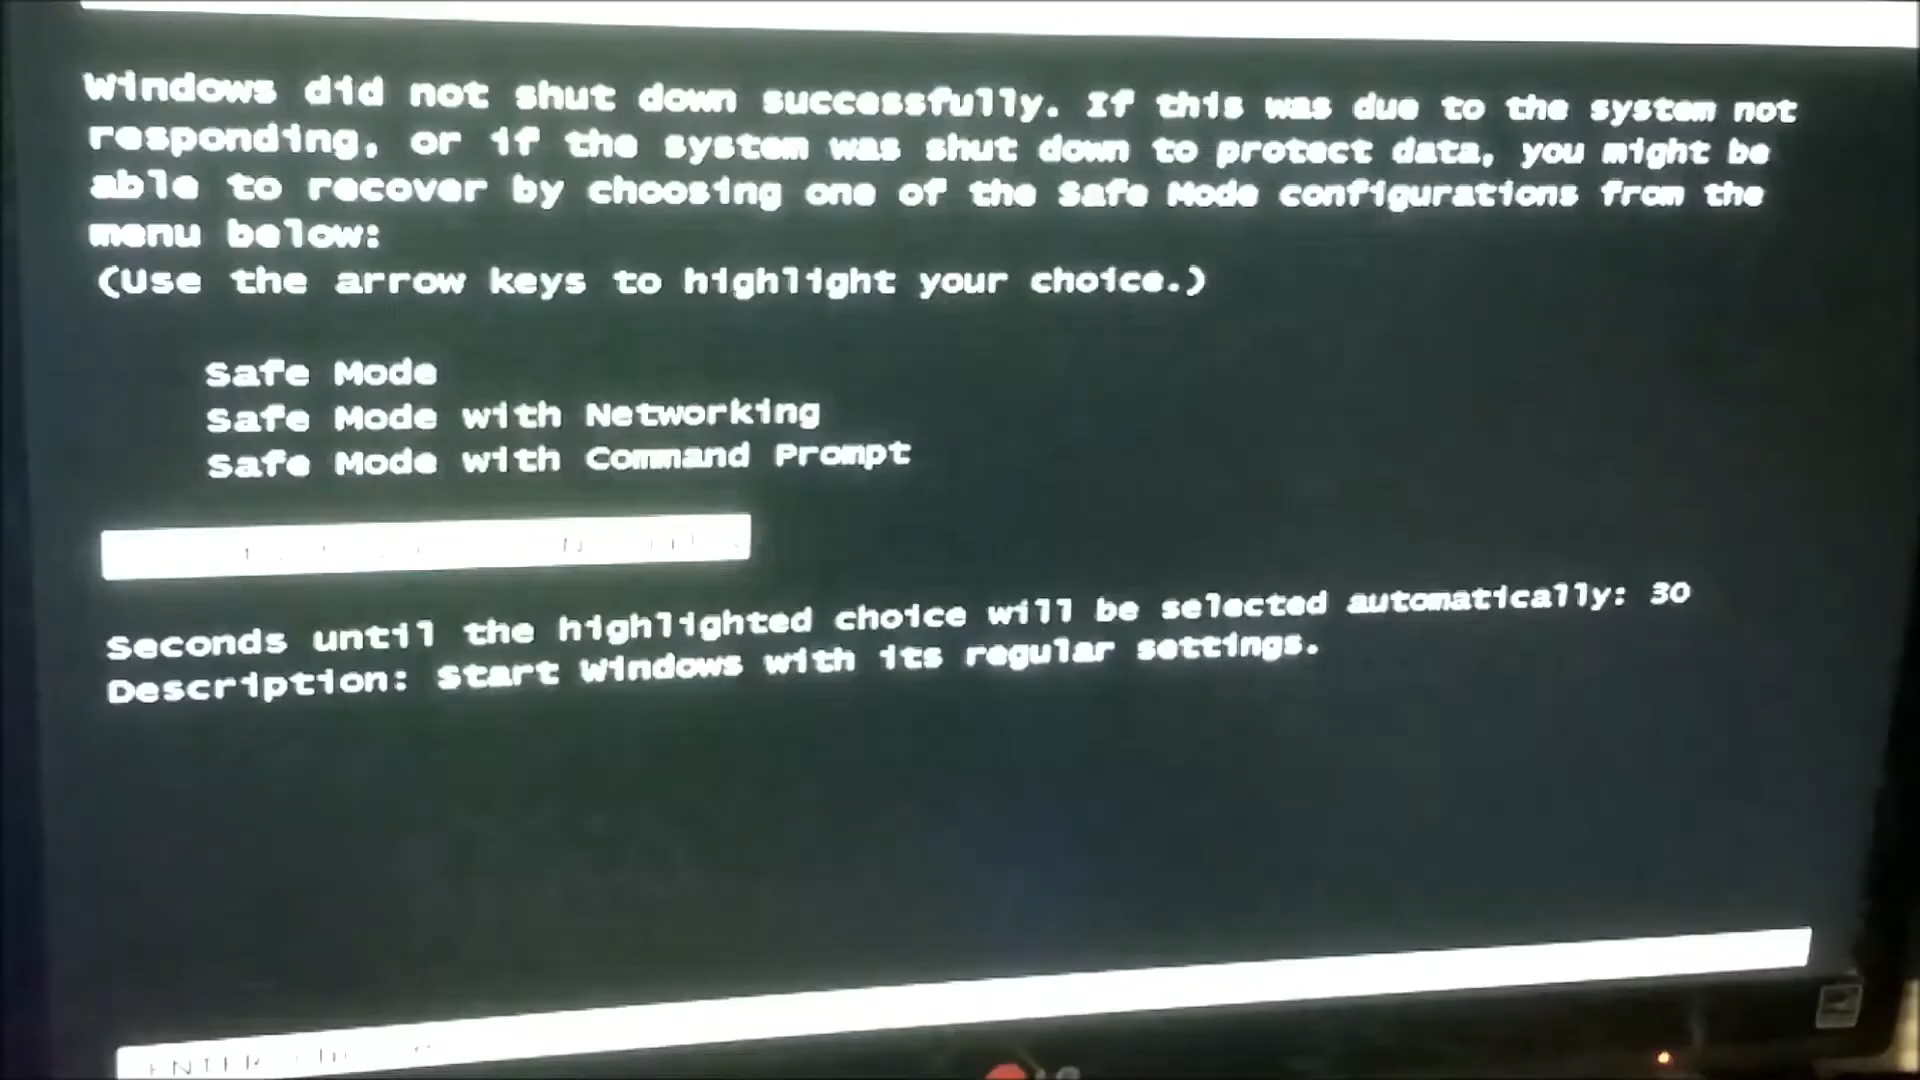 Windows did not shut down successfully. If this was due to the system not
responding, or if the system was shut down to protect data, you might be
able to recover by choosing one of the Safe Mode configurations from the
menu below:
(Use the arrow keys to highlight your choice.)
Safe Mode
Safe Mode with Networking
Safe Mode with Command Prompt
Seconds until the highlighted choice will be selected automatically: 30
Description: Start Windows with its regular settings.
ENTER